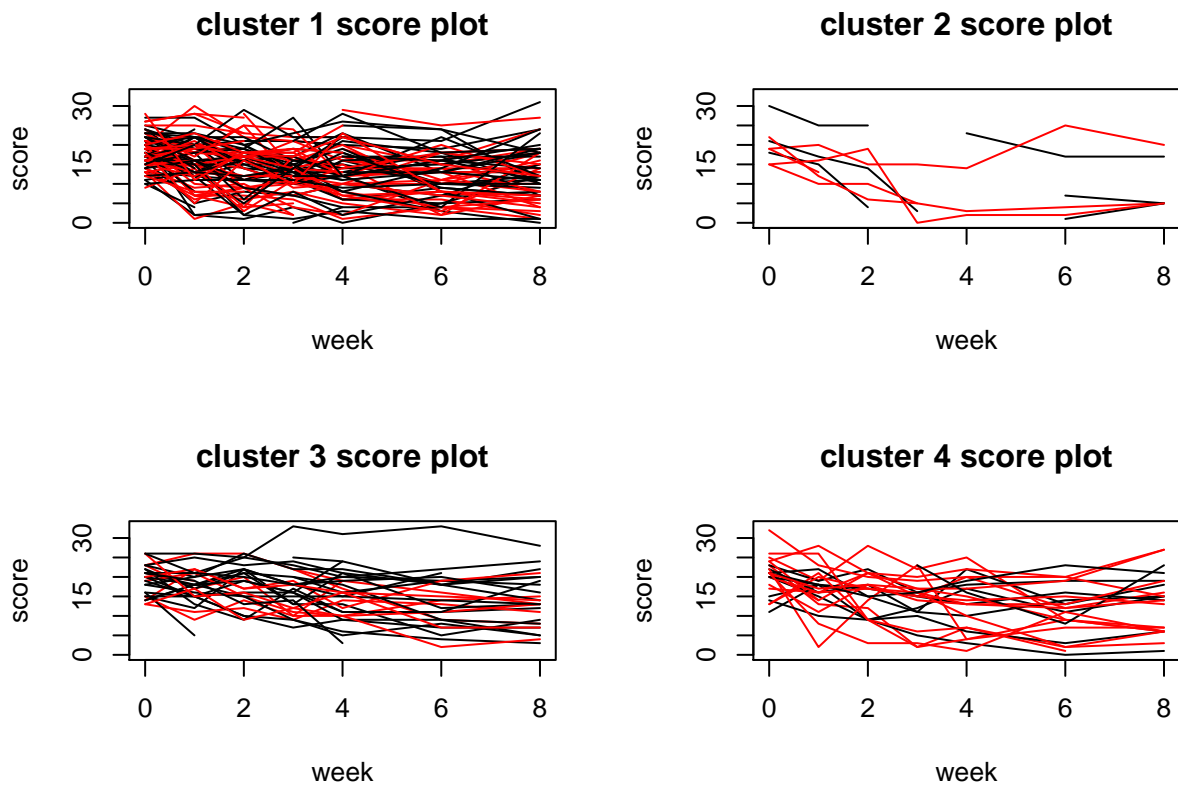 cluster 1 score plot
score
30
15
0
0 2 4 6 8
week
cluster 2 score plot
score
30
15
0
0 2 4 6 8
week
cluster 3 score plot
score
30
15
0
0 2 4 6 8
week
cluster 4 score plot
score
30
15
0
0 2 4 6 8
week